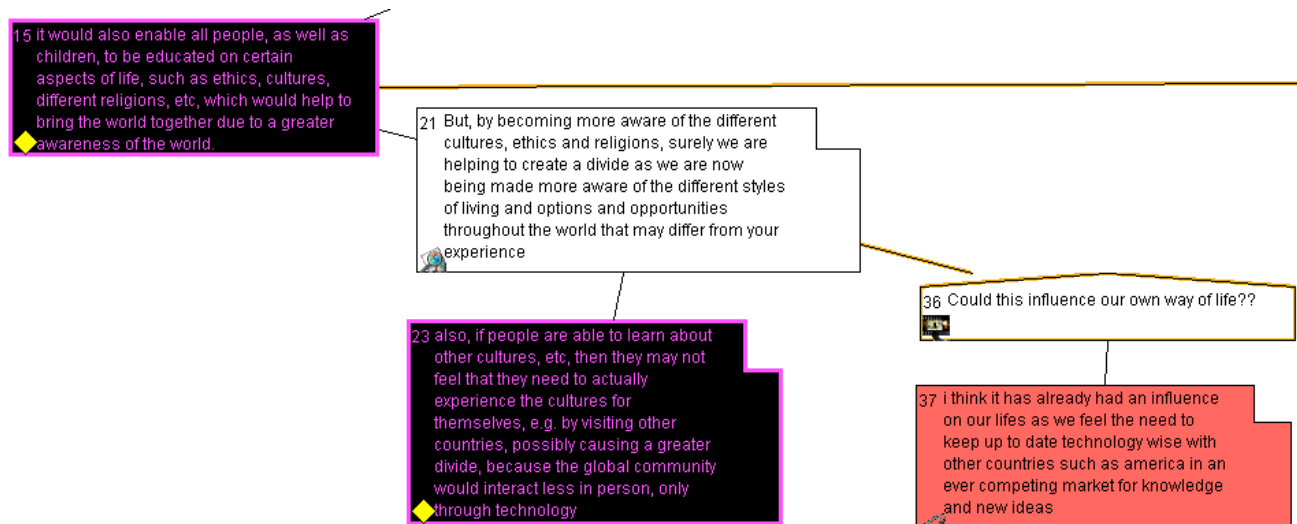 15 it would also enable all people, as well as
children, to be educated on certain
aspects of life, such as ethics, cultures,
different religions, etc, which would help to
bring the world together due to a greater
awareness of the world.
21 But, by becoming more aware of the different
cultures, ethics and religions, surely we are
helping to create a divide as we are now
being made more aware of the different styles
of living and options and opportunities
throughout the world that may differ from your
experience
36 Could this influence our own way of life??
23 also, if people are able to learn about
other cultures, etc, then they may not
feel that they need to actually
experience the cultures for
themselves, e.g. by visiting other
countries, possibly causing a greater
divide, because the global community
would interact less in person, only
through technology
37 i think it has already had an influence
on our lifes as we feel the need to
keep up to date technology wise with
other countries such as america in an
ever competing market for knowledge
and new ideas